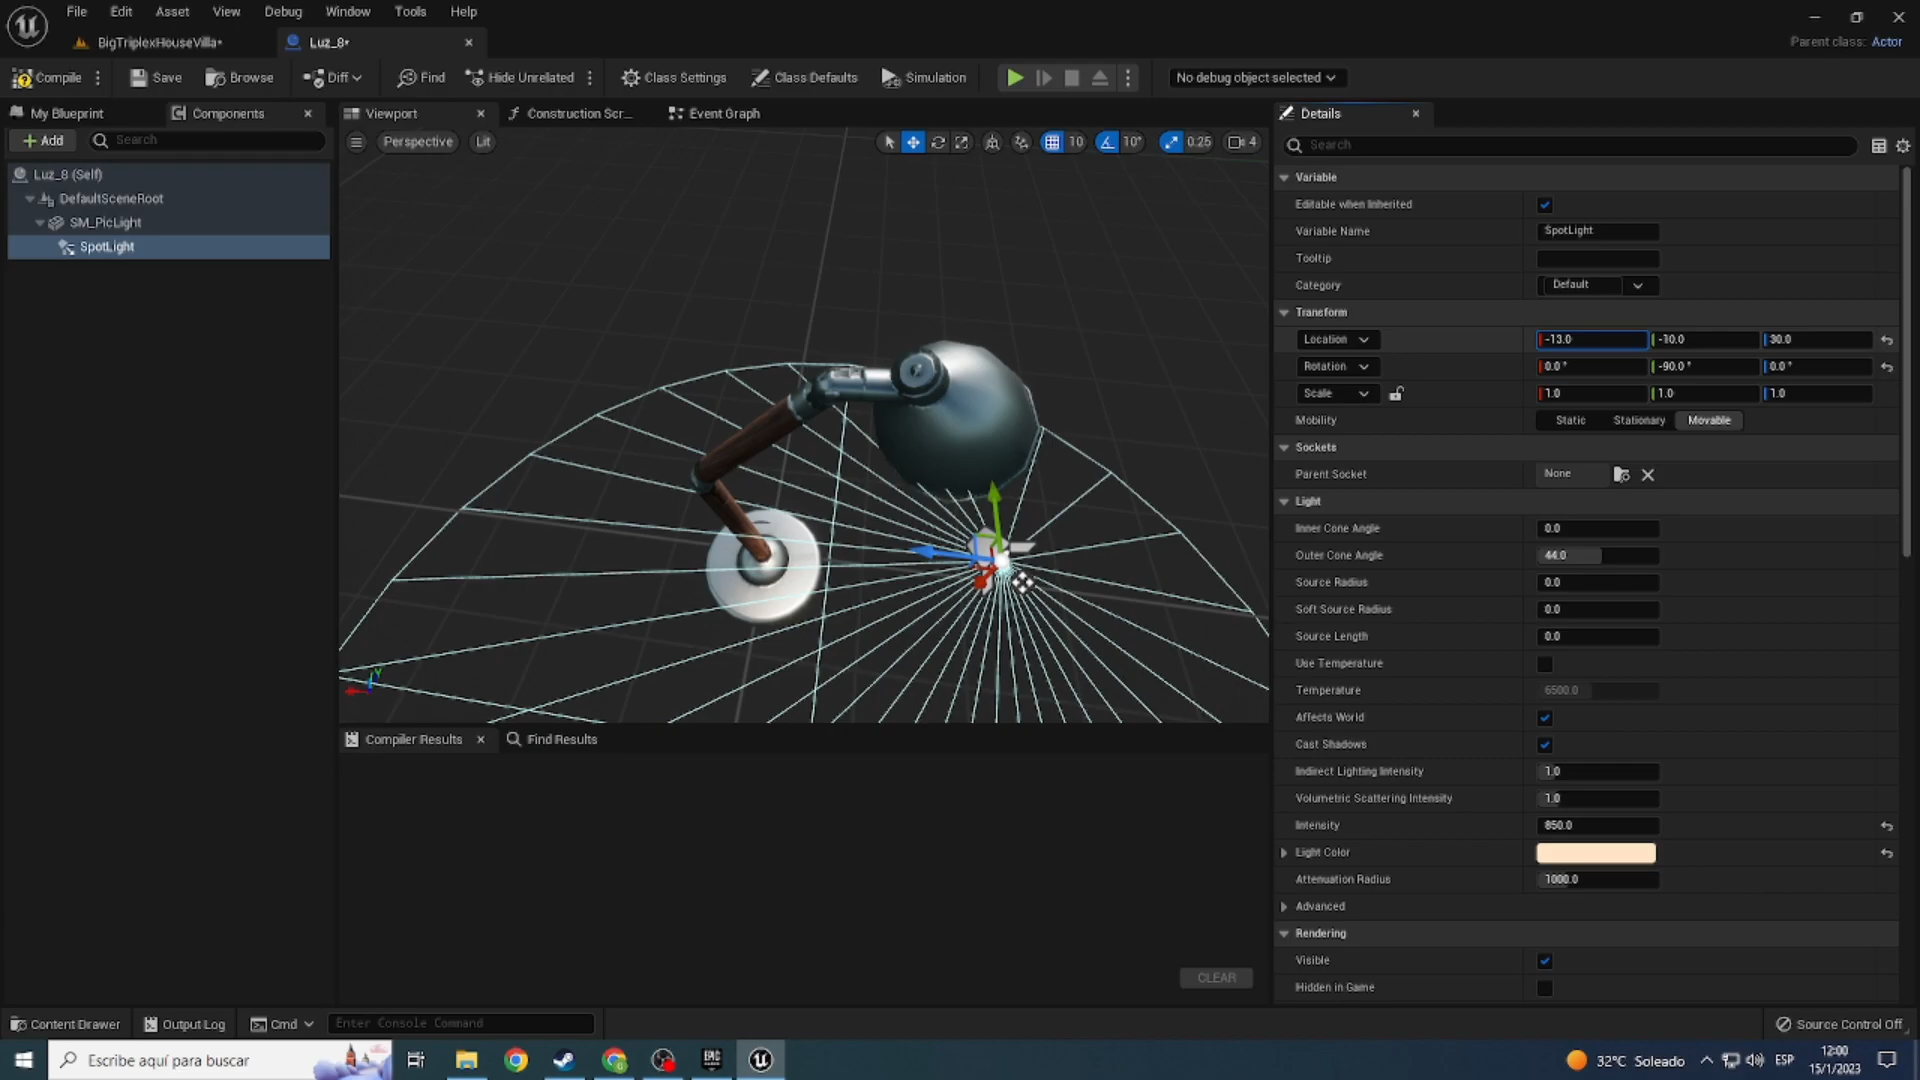 File Edit View Asset Debug Window Tools Help
BigTriplexHouseVilla*
Luz_8*
Parent class: Actor
Compile
Save
Browse
Diff
Find
Hide Unrelated
Class Settings
Class Defaults
Simulation
No debug object selected
My Blueprint
Components
Add
Search
Luz_8 (Self)
DefaultSceneRoot
SM_PicLight
SpotLight
Viewport
Construction Scr...
Event Graph
Perspective
Lit
10
10°
0.25
4
Compiler Results
Find Results
CLEAR
Details
Search
Variable
Editable when Inherited
Variable Name SpotLight
Tooltip
Category Default
Transform
Location -13.0 -10.0 30.0
Rotation 0.0 ° -90.0 ° 0.0 °
Scale 1.0 1.0 1.0
Mobility Static Stationary Movable
Sockets
Parent Socket None
Light
Inner Cone Angle 0.0
Outer Cone Angle 44.0
Source Radius 0.0
Soft Source Radius 0.0
Source Length 0.0
Use Temperature
Temperature 6500.0
Affects World
Cast Shadows
Indirect Lighting Intensity 1.0
Volumetric Scattering Intensity 1.0
Intensity 850.0
Light Color
Attenuation Radius 1000.0
Advanced
Rendering
Visible
Hidden in Game
Content Drawer
Output Log
Cmd
Enter Console Command
Source Control Off
Escribe aquí para buscar
EPIC
32°C Soleado
ESP
12:00
15/1/2023